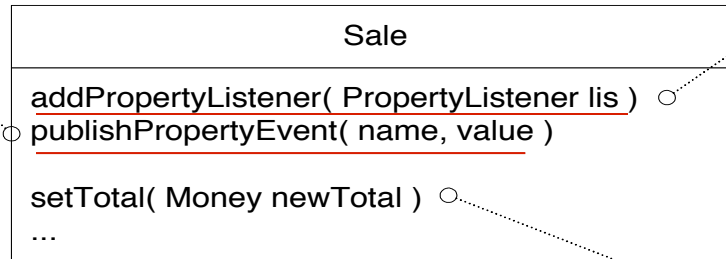 Sale
addPropertyListener( PropertyListener lis )
publishPropertyEvent( name, value )
setTotal( Money newTotal )
...